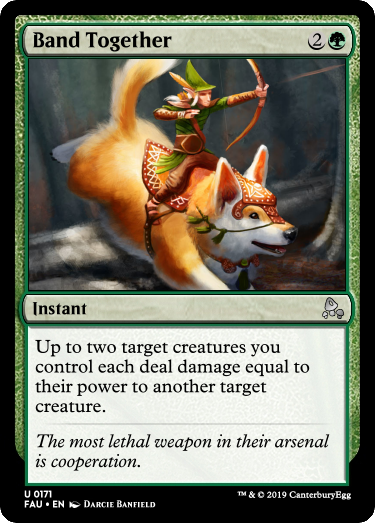 Band Together 2
Instant
Up to two target creatures you
control each deal damage equal to
their power to another target
creature.
The most lethal weapon in their arsenal
is cooperation.
U 0171
FAU • EN DARCIE BANFIELD
™ & © 2019 CanterburyEgg